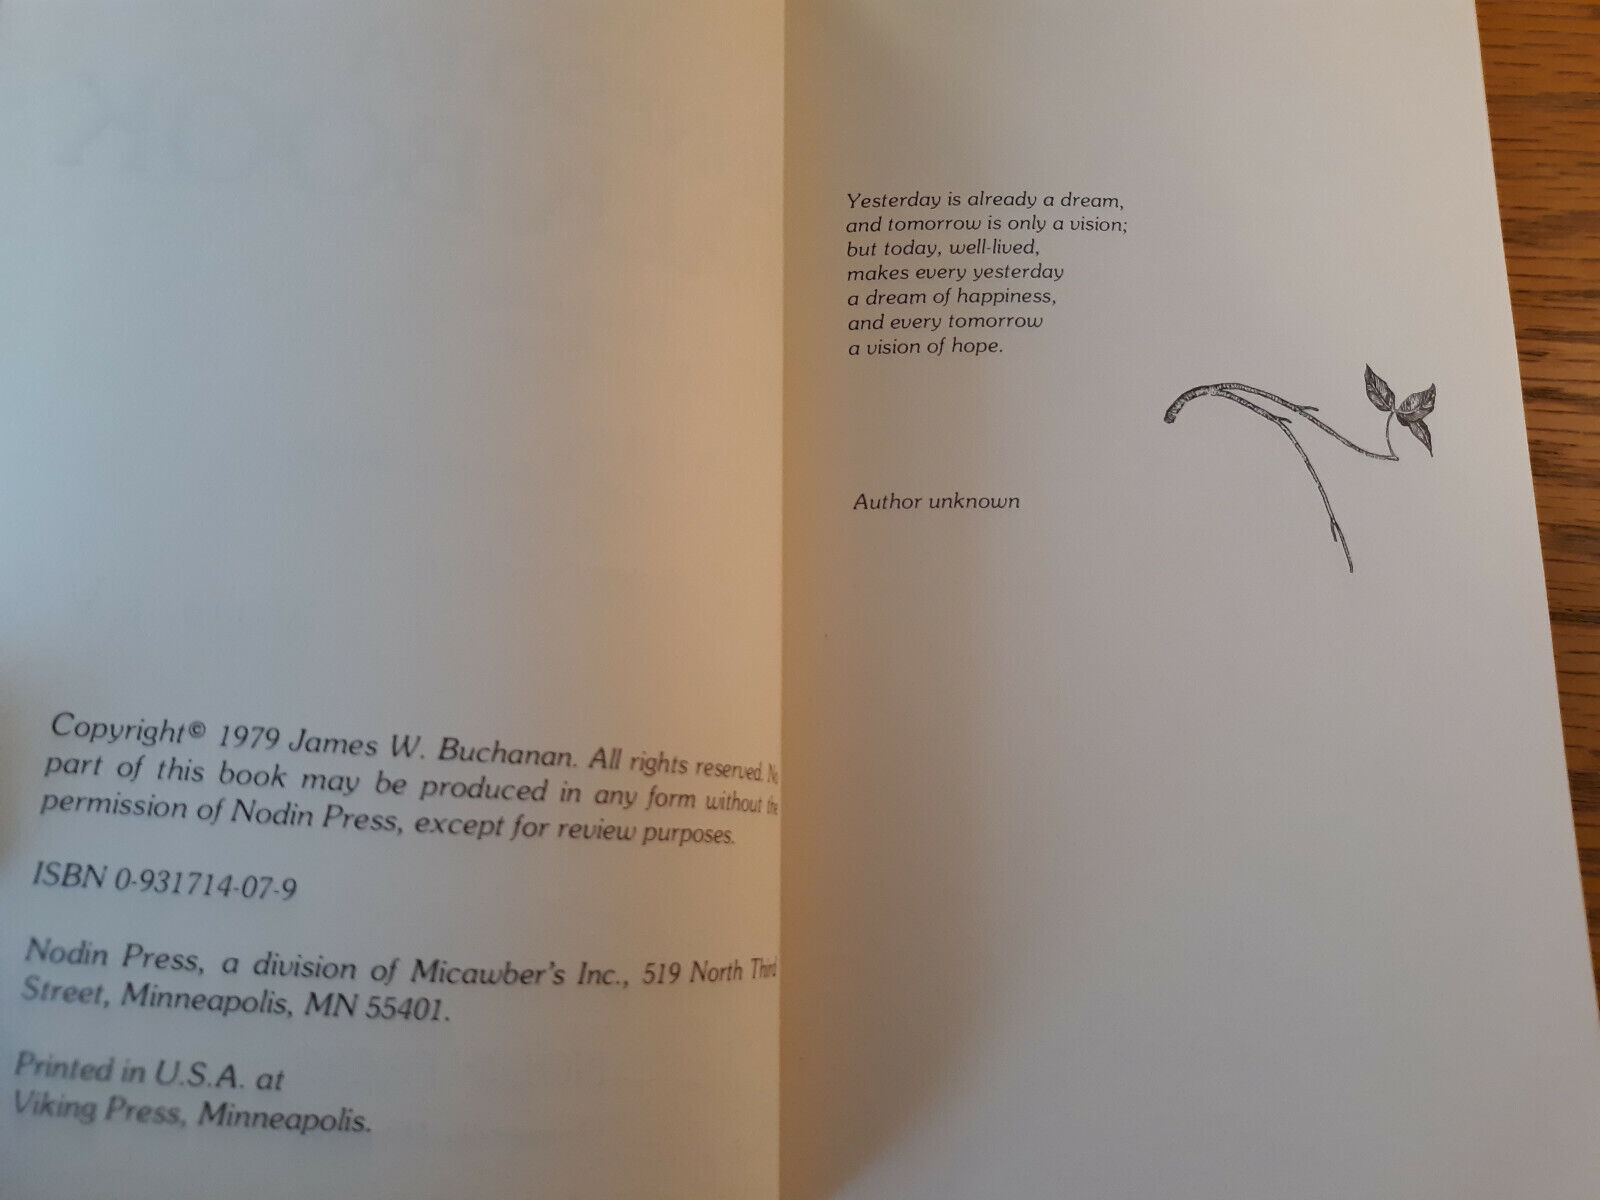 Copyright© 1979 James W. Buchanan. All rights reserved. No
part of this book may be produced in any form without the
permission of Nodin Press, except for review purposes.
ISBN 0-931714-07-9
Nodin Press, a division of Micawber's Inc., 519 North Third
Street, Minneapolis, MN 55401.
Printed in U.S.A. at
Viking Press, Minneapolis.
Yesterday is already a dream,
and tomorrow is only a vision;
but today, well-lived,
makes every yesterday
a dream of happiness,
and every tomorrow
a vision of hope.
Author unknown